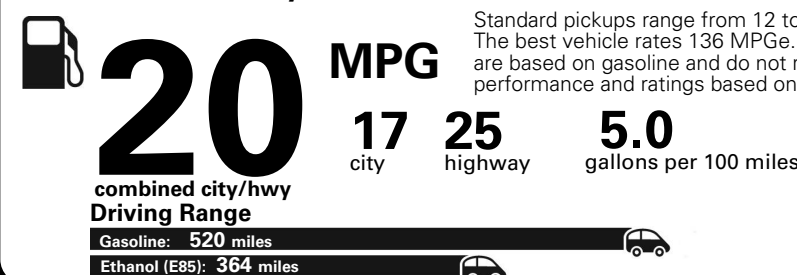 Standard pickups range from 12 to
The best vehicle rates 136 MPGe.
are based on gasoline and do not
performance and ratings based on
20
MPG
17 25 5.0
city highway gallons per 100 miles
combined city/hwy
Driving Range
Gasoline: 520 miles
Ethanol (E85): 364 miles